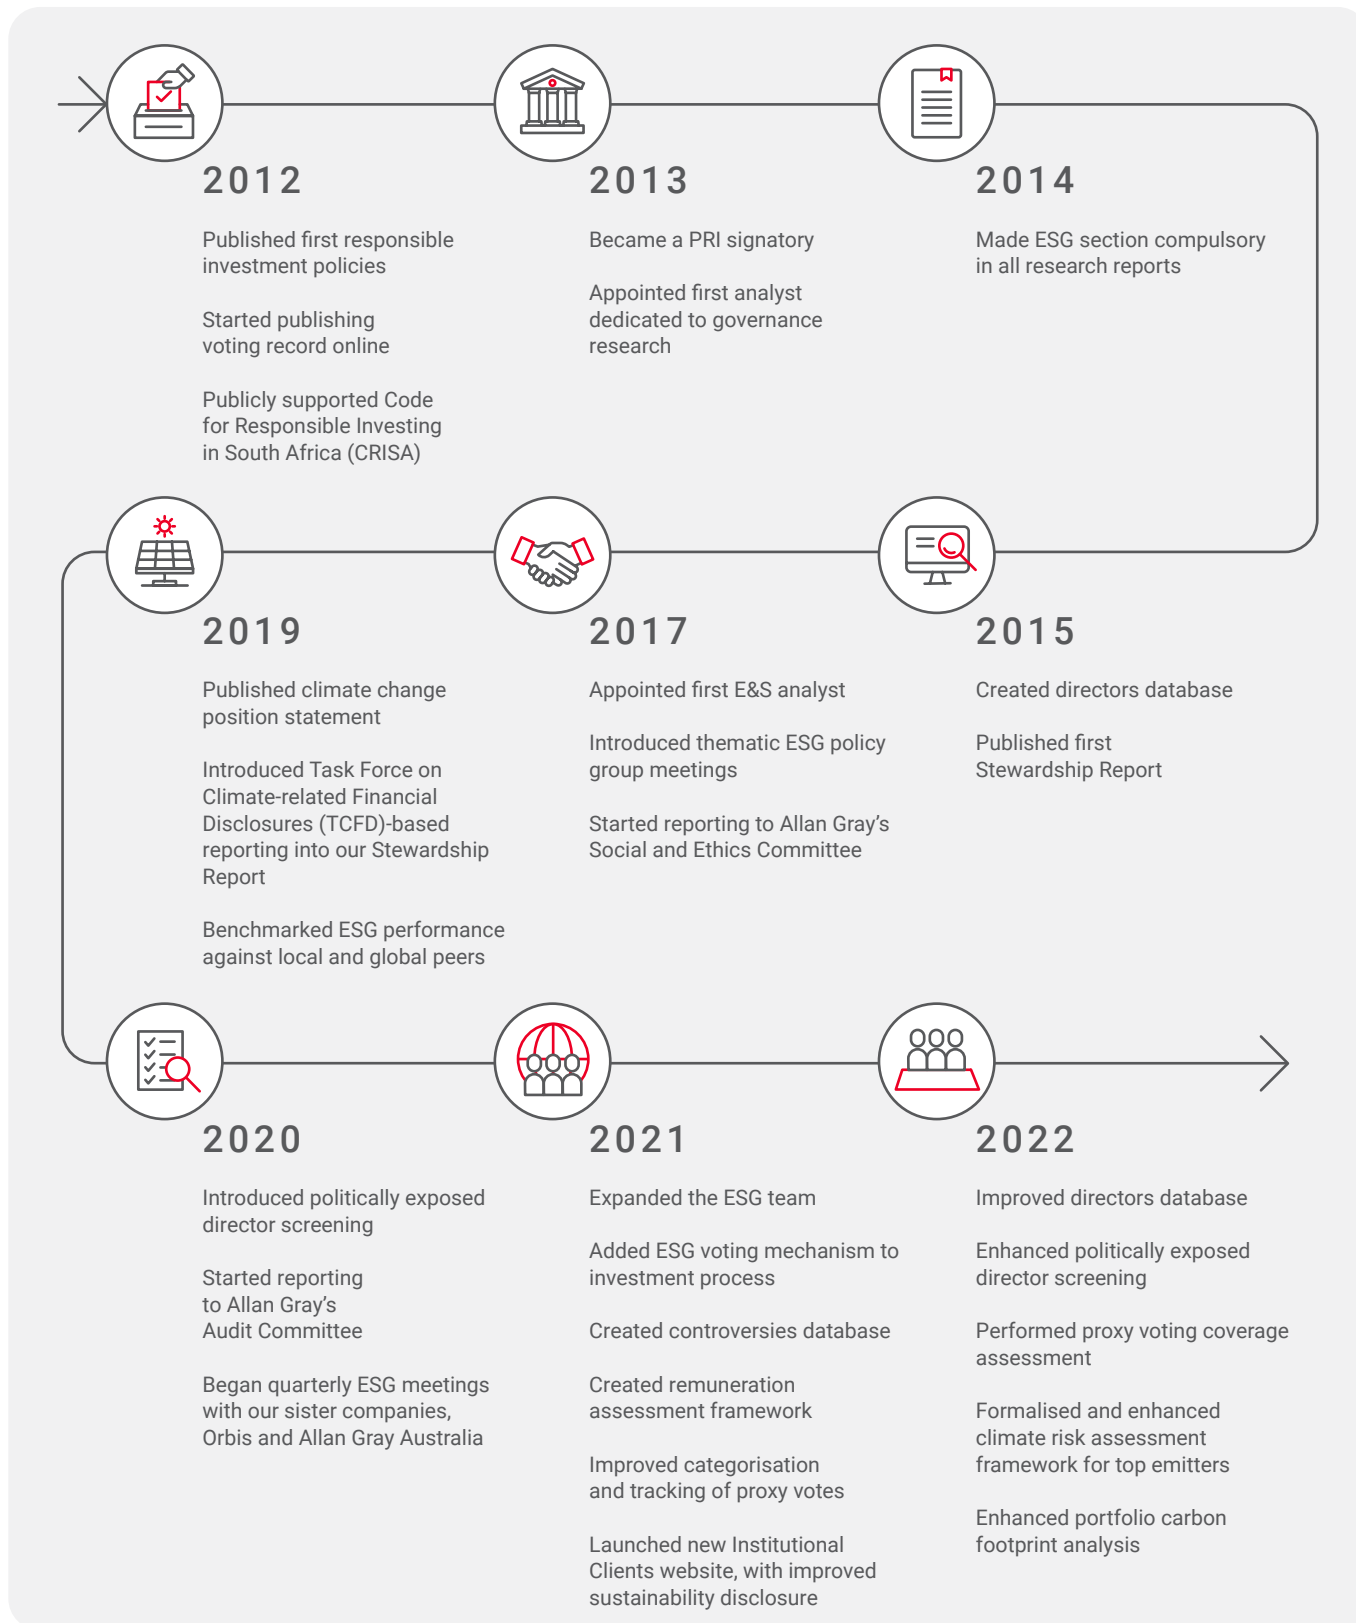 2012
Published first responsible
investment policies
Started publishing
voting record online
Publicly supported Code
for Responsible Investing
in South Africa (CRISA)
2013
Became a PRI signatory
Appointed first analyst
dedicated to governance
research
2014
Made ESG section compulsory
in all research reports
2015
Created directors database
Published first
Stewardship Report
2017
Appointed first E&S analyst
Introduced thematic ESG policy
group meetings
Started reporting to Allan Gray’s
Social and Ethics Committee
2019
Published climate change
position statement
Introduced Task Force on
Climate-related Financial
Disclosures (TCFD)-based
reporting into our Stewardship
Report
Benchmarked ESG performance
against local and global peers
2020
Introduced politically exposed
director screening
Started reporting
to Allan Gray’s
Audit Committee
Began quarterly ESG meetings
with our sister companies,
Orbis and Allan Gray Australia
2021
Expanded the ESG team
Added ESG voting mechanism to
investment process
Created controversies database
Created remuneration
assessment framework
Improved categorisation
and tracking of proxy votes
Launched new Institutional
Clients website, with improved
sustainability disclosure
2022
Improved directors database
Enhanced politically exposed
director screening
Performed proxy voting coverage
assessment
Formalised and enhanced
climate risk assessment
framework for top emitters
Enhanced portfolio carbon
footprint analysis